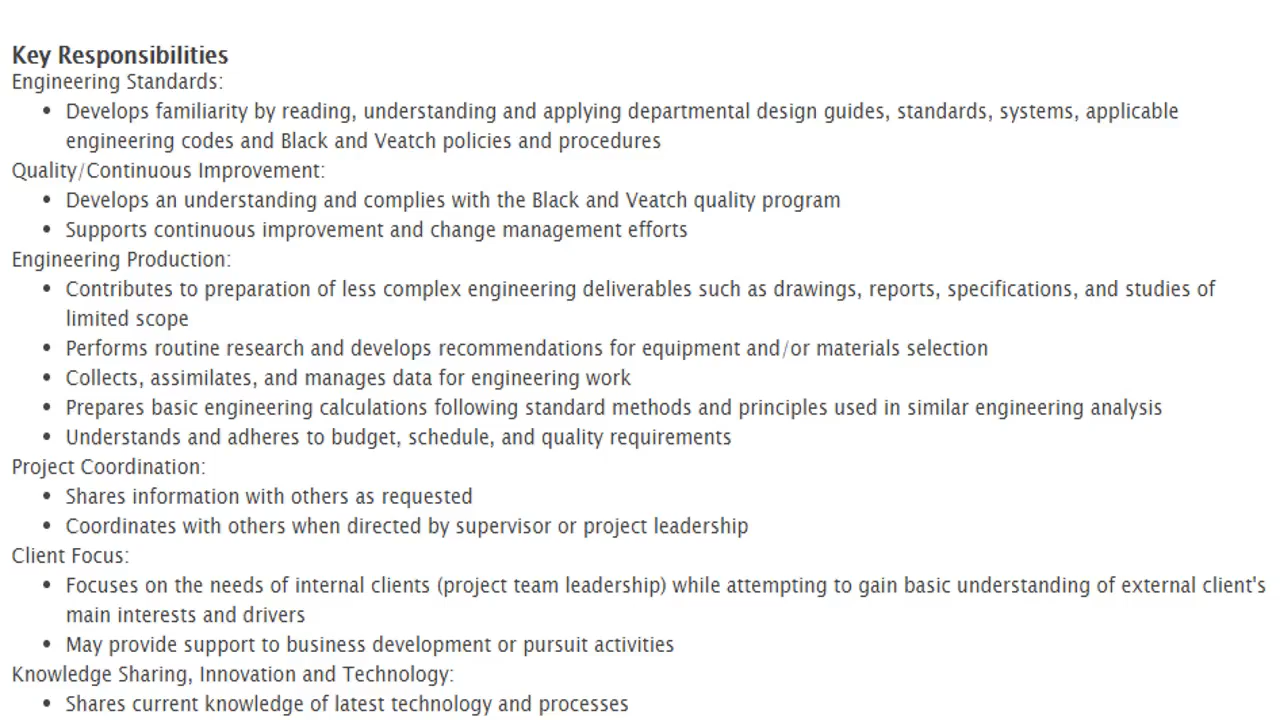 Key Responsibilities
Engineering Standards:
• Develops familiarity by reading, understanding and applying departmental design guides, standards, systems, applicable
engineering codes and Black and Veatch policies and procedures
Quality/Continuous Improvement:
• Develops an understanding and complies with the Black and Veatch quality program
• Supports continuous improvement and change management efforts
Engineering Production:
• Contributes to preparation of less complex engineering deliverables such as drawings, reports, specifications, and studies of
limited scope
• Performs routine research and develops recommendations for equipment and/or materials selection
• Collects, assimilates, and manages data for engineering work
• Prepares basic engineering calculations following standard methods and principles used in similar engineering analysis
• Understands and adheres to budget, schedule, and quality requirements
Project Coordination:
• Shares information with others as requested
• Coordinates with others when directed by supervisor or project leadership
Client Focus:
• Focuses on the needs of internal clients (project team leadership) while attempting to gain basic understanding of external client's
main interests and drivers
• May provide support to business development or pursuit activities
Knowledge Sharing, Innovation and Technology:
• Shares current knowledge of latest technology and processes